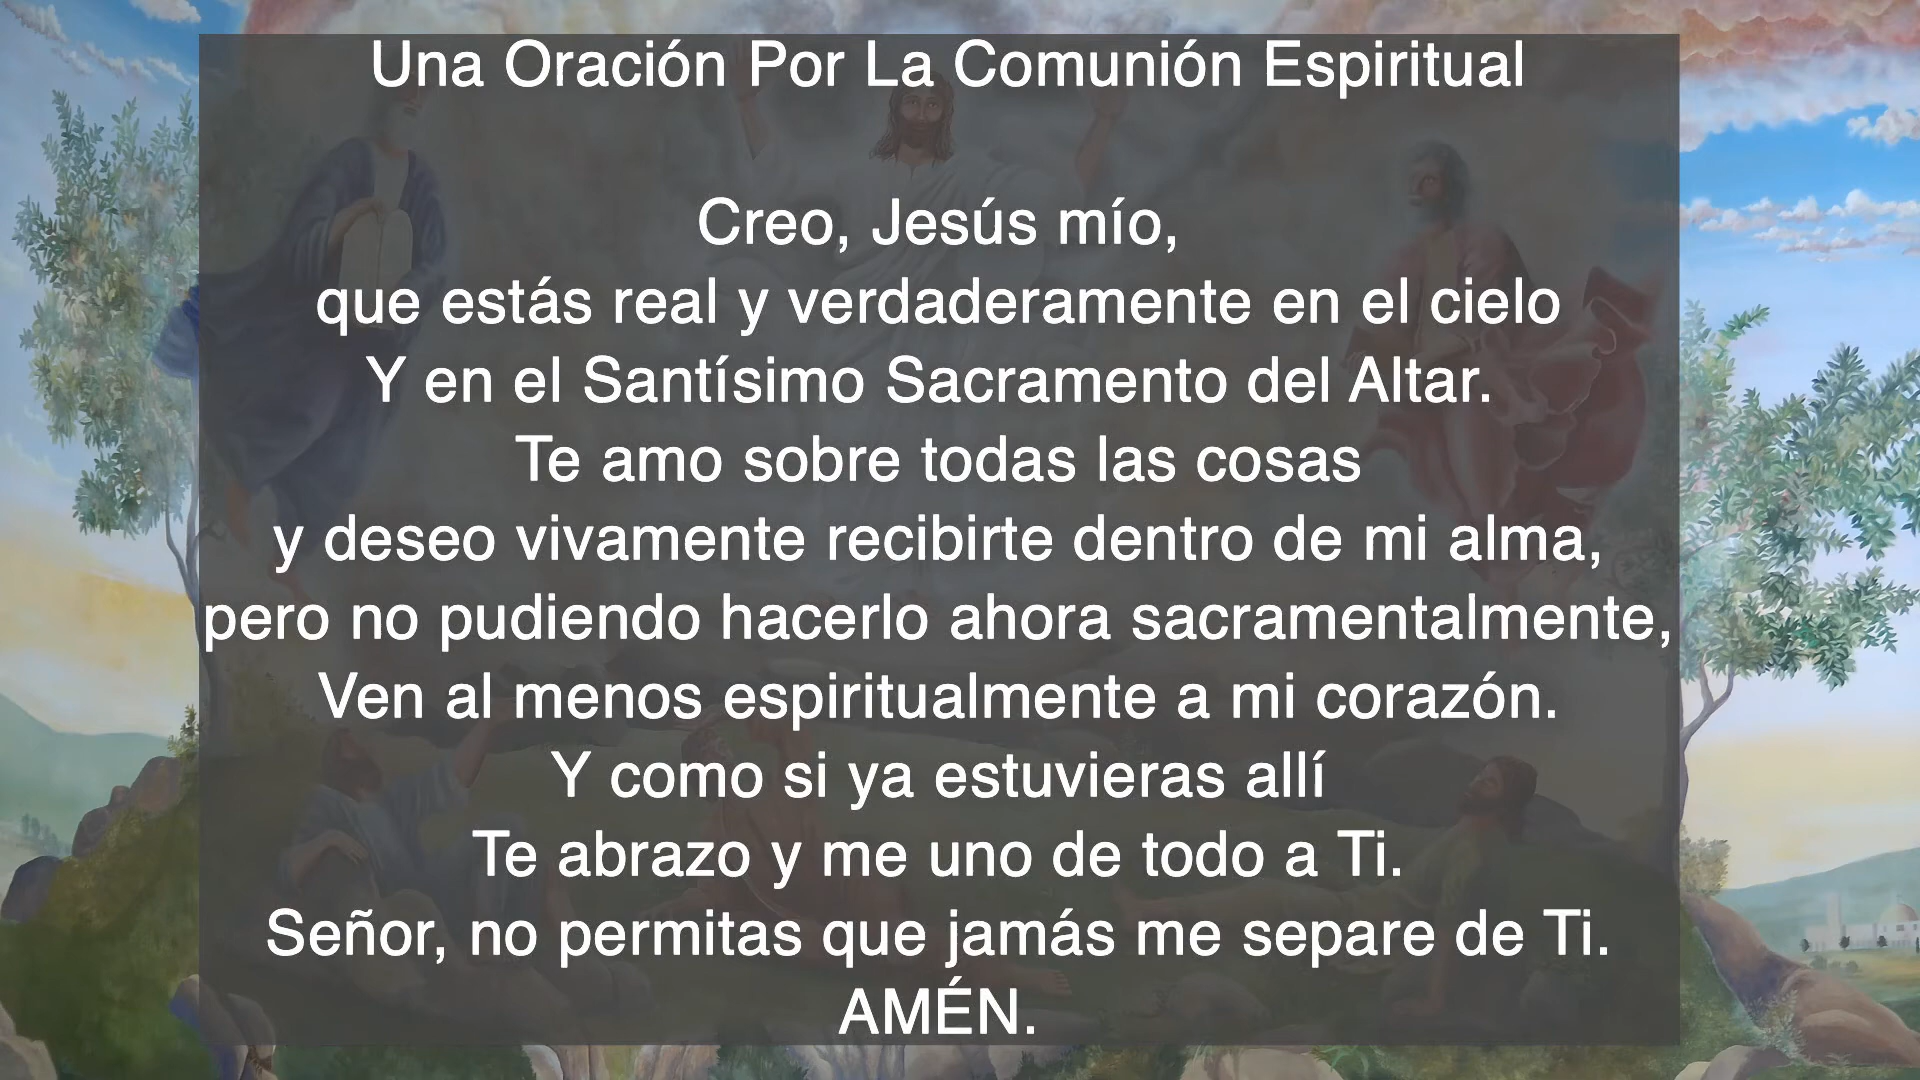 Una Oración Por La Comunión Espiritual
Creo, Jesús mío,
que estás real y verdaderamente en el cielo
Y en el Santísimo Sacramento del Altar.
Te amo sobre todas las cosas
y deseo vivamente recibirte dentro de mi alma,
pero no pudiendo hacerlo ahora sacramentalmente,
Ven al menos espiritualmente a mi corazón.
Y como si ya estuvieras allí
Te abrazo y me uno de todo a Ti.
Señor, no permitas que jamás me separe de Ti.
AMÉN.